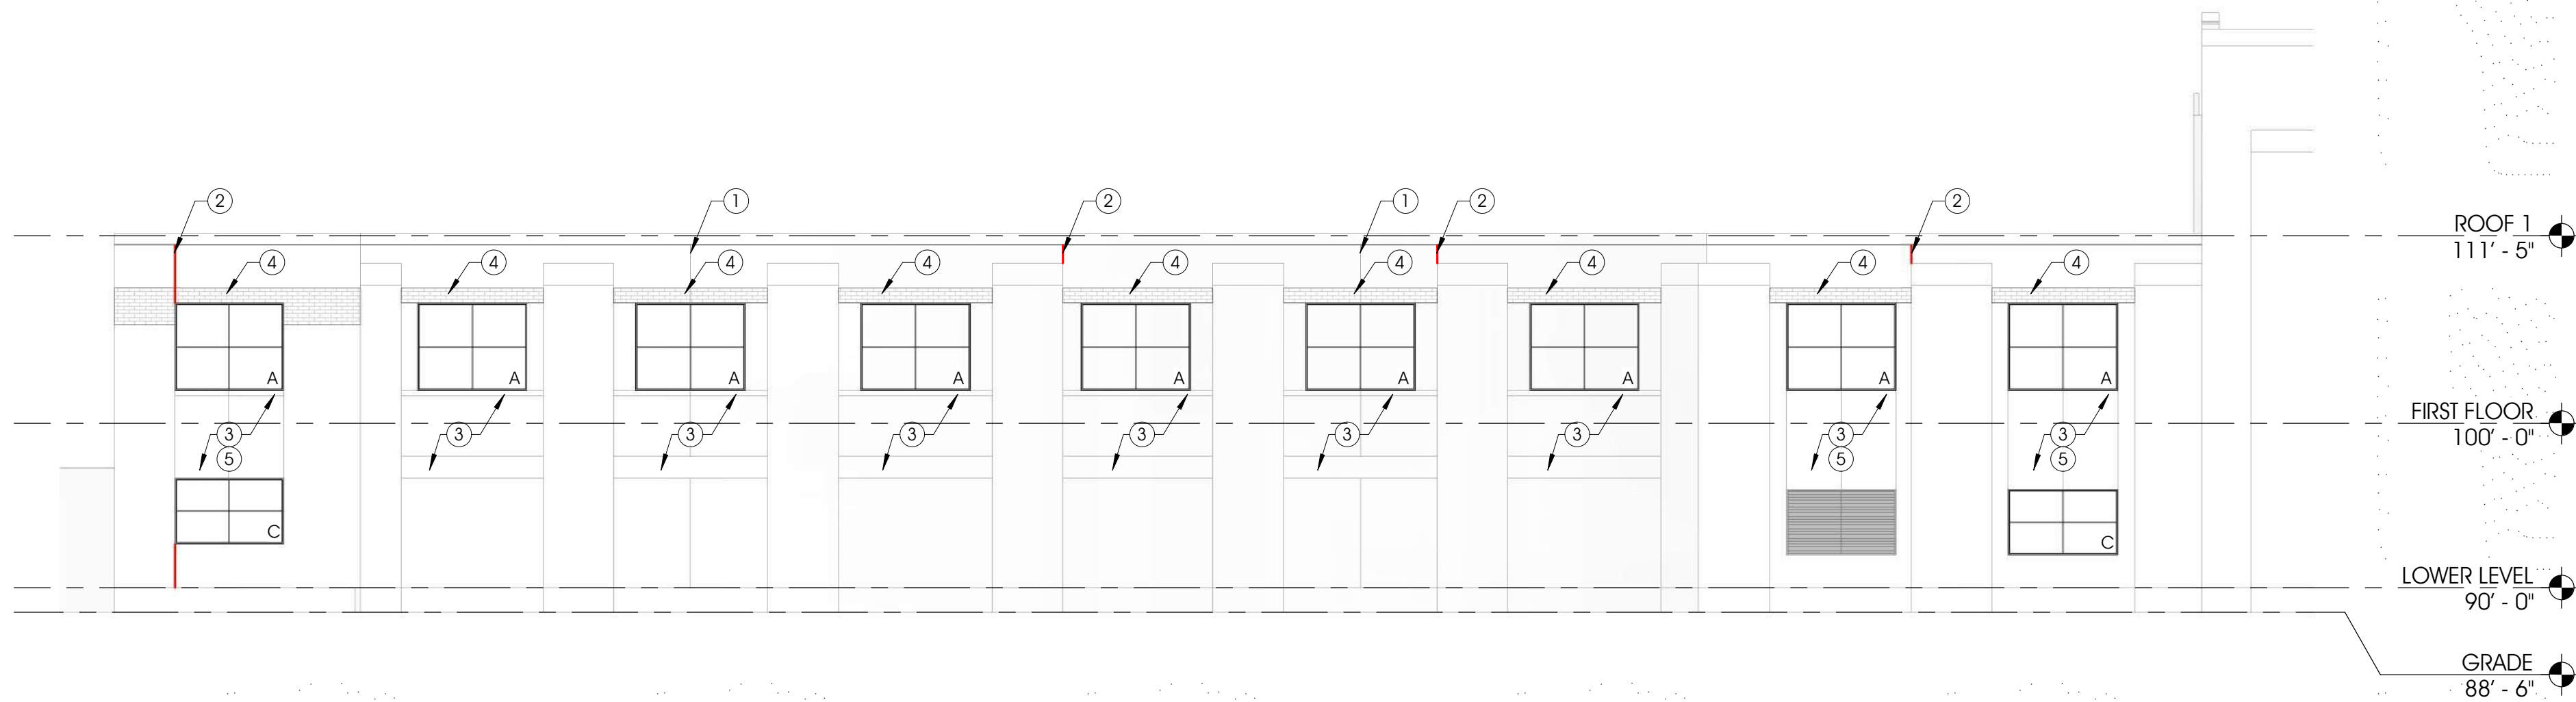 2 1 2 1 2 2
ROOF 1
111' - 5"
4 4 4 4 4 4 4 4 4
A A A A A A A A A
FIRST FLOOR
100' - 0"
3 3 3 3 3 3 3 3 3
5 5 5
C C
LOWER LEVEL
90' - 0"
GRADE
88' - 6"